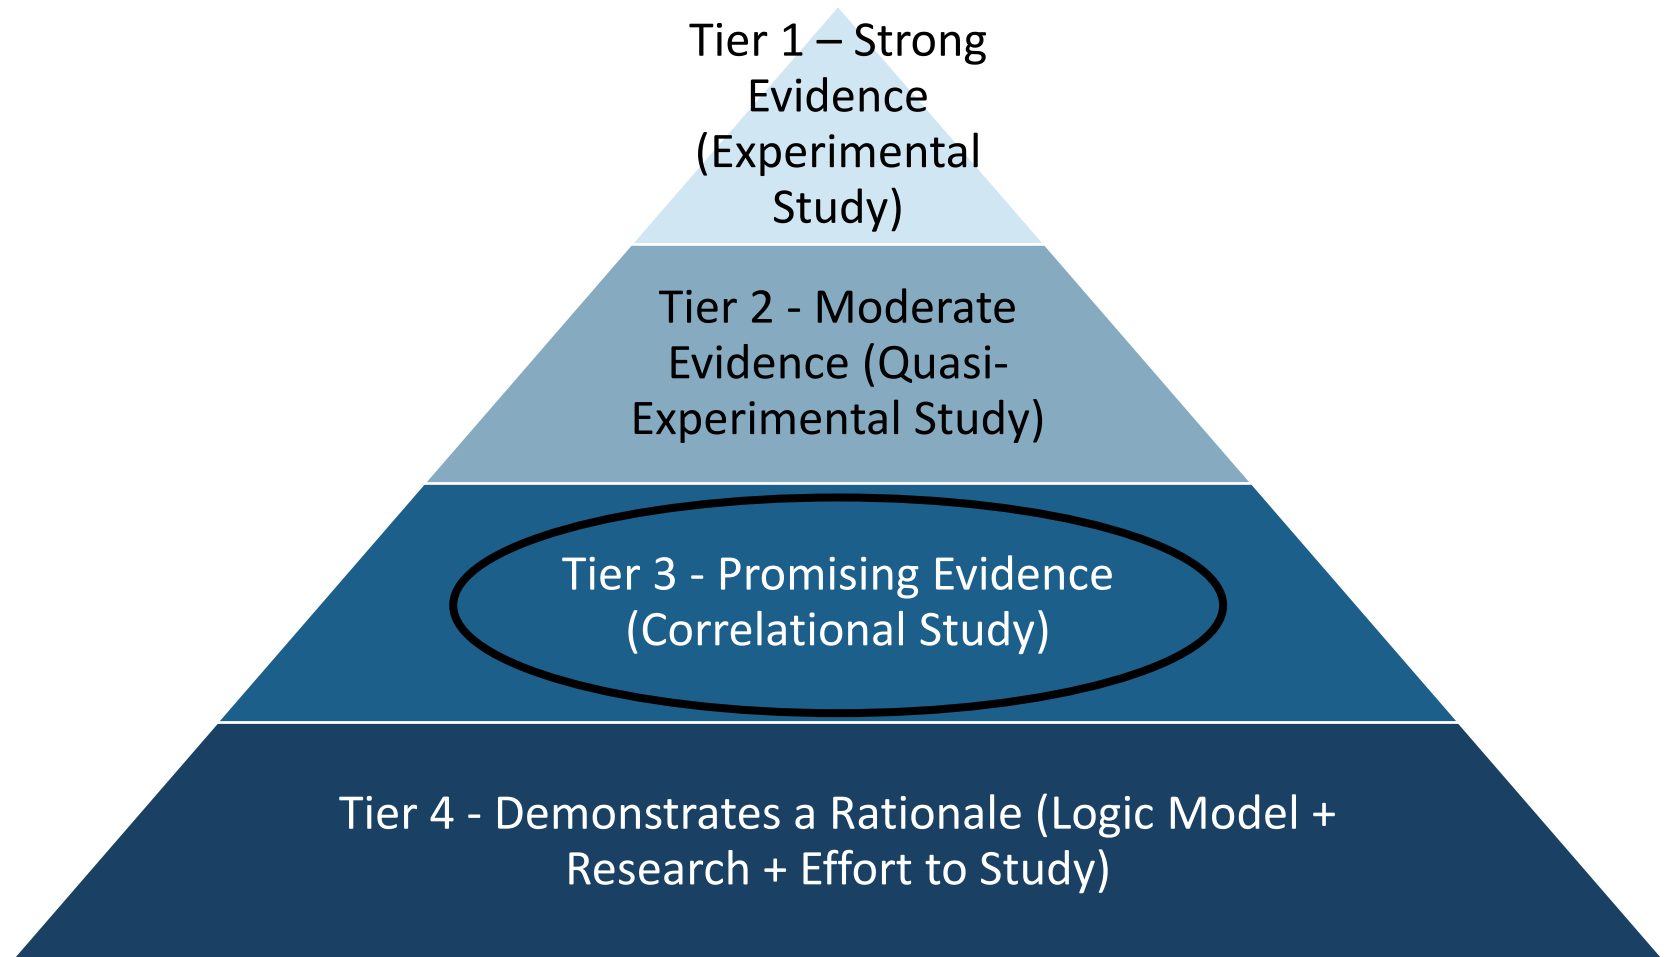 Tier 1 – Strong
Evidence
(Experimental
Study)
Tier 2 - Moderate
Evidence (Quasi-
Experimental Study)
Tier 3 - Promising Evidence
(Correlational Study)
Tier 4 - Demonstrates a Rationale (Logic Model +
Research + Effort to Study)